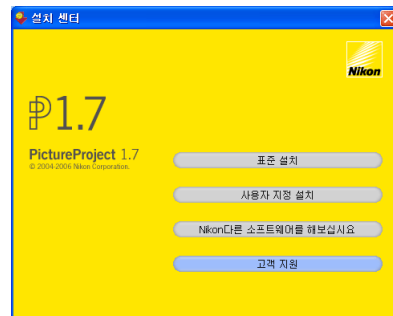 설치 센터
Nikon
P1.7
PictureProject 1.7
© 2004-2006 Nikon Corporation.
표준 설치
사용자 지정 설치
Nikon다른 소프트웨어를 해보십시요
고객 지원